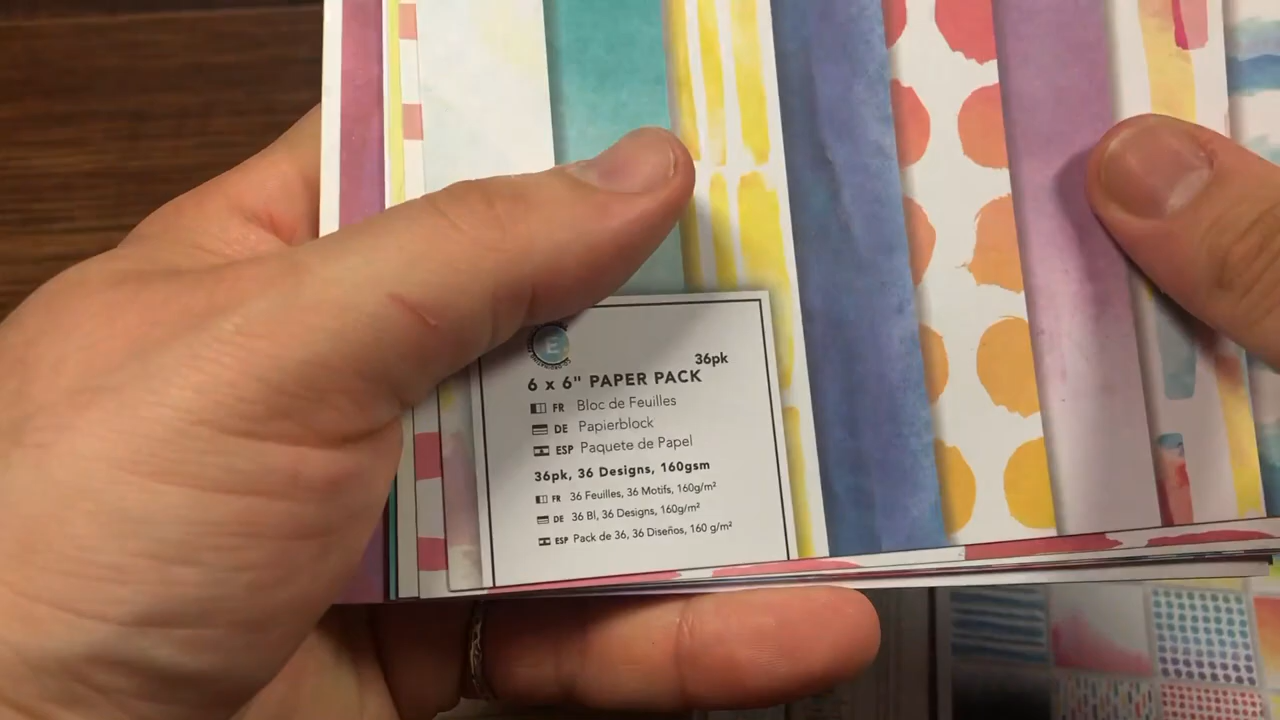 E
36pk
6 x 6" PAPER PACK
FR Bloc de Feuilles
DE Papierblock
ESP Paquete de Papel
36pk, 36 Designs, 160gsm
FR 36 Feuilles, 36 Motifs, 160g/m²
DE 36 Bl, 36 Designs, 160g/m²
ESP Pack de 36, 36 Diseños, 160 g/m²